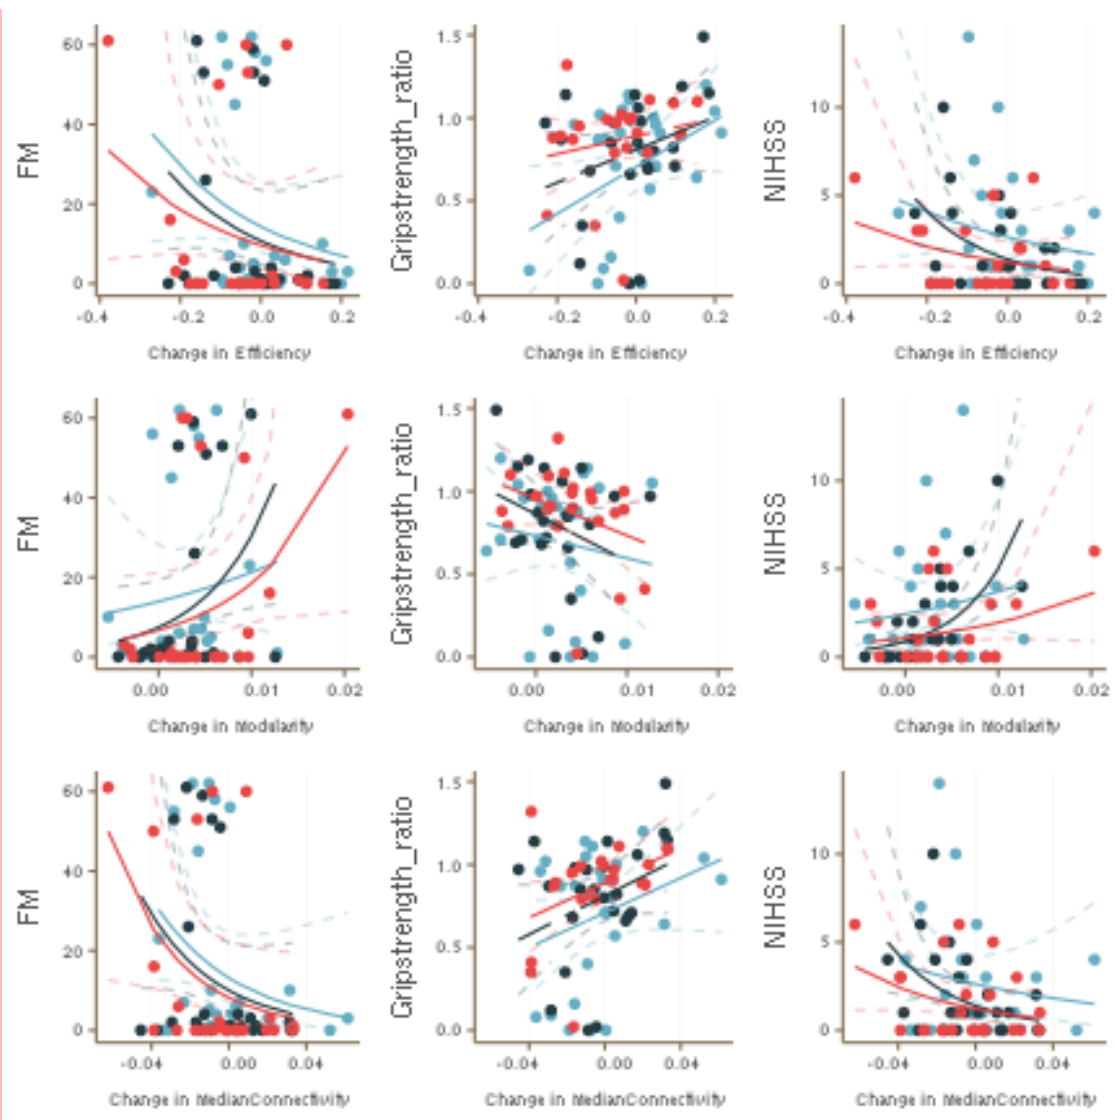 FM
60
40
20
0
-0.4 -0.2 0.0 0.2
Change in Efficiency
Gripstrength_ratio
1.5
1.0
0.5
0.0
-0.4 -0.2 0.0 0.2
Change in Efficiency
NIHSS
10
5
0
-0.4 -0.2 0.0 0.2
Change in Efficiency
FM
60
40
20
0
0.00 0.01 0.02
Change in Modularity
Gripstrength_ratio
1.5
1.0
0.5
0.0
0.00 0.01 0.02
Change in Modularity
NIHSS
10
5
0
0.00 0.01 0.02
Change in Modularity
FM
60
40
20
0
-0.04 0.00 0.04
Change in MedianConnectivity
Gripstrength_ratio
1.5
1.0
0.5
0.0
-0.04 0.00 0.04
Change in MedianConnectivity
NIHSS
10
5
0
-0.04 0.00 0.04
Change in MedianConnectivity